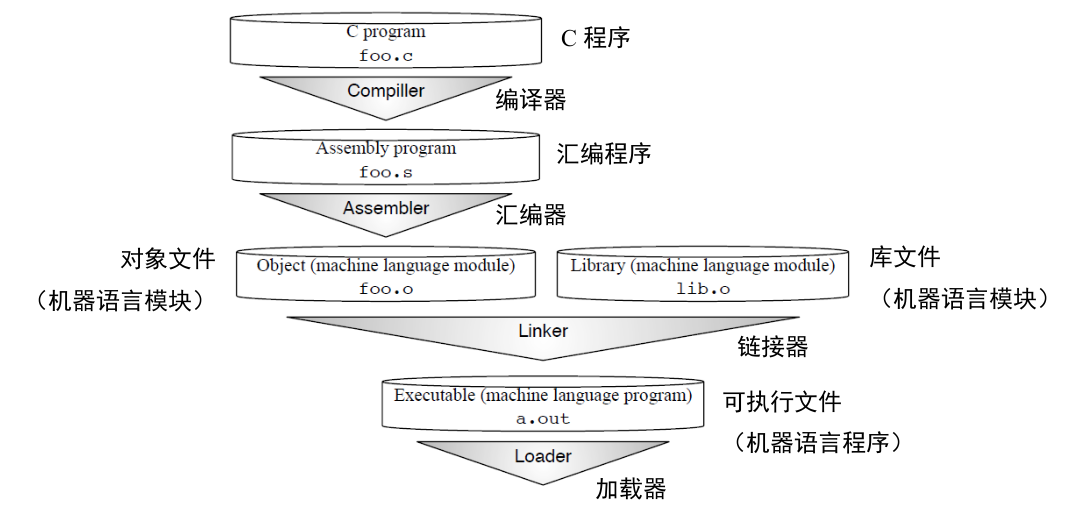 C program
foo.c
C 程序
Compiller
编译器
Assembly program
foo.s
汇编程序
Assembler
汇编器
对象文件
（机器语言模块）
Object (machine language module)
foo.o
Library (machine language module)
lib.o
库文件
（机器语言模块）
Linker
链接器
Executable (machine language program)
a.out
可执行文件
（机器语言程序）
Loader
加载器